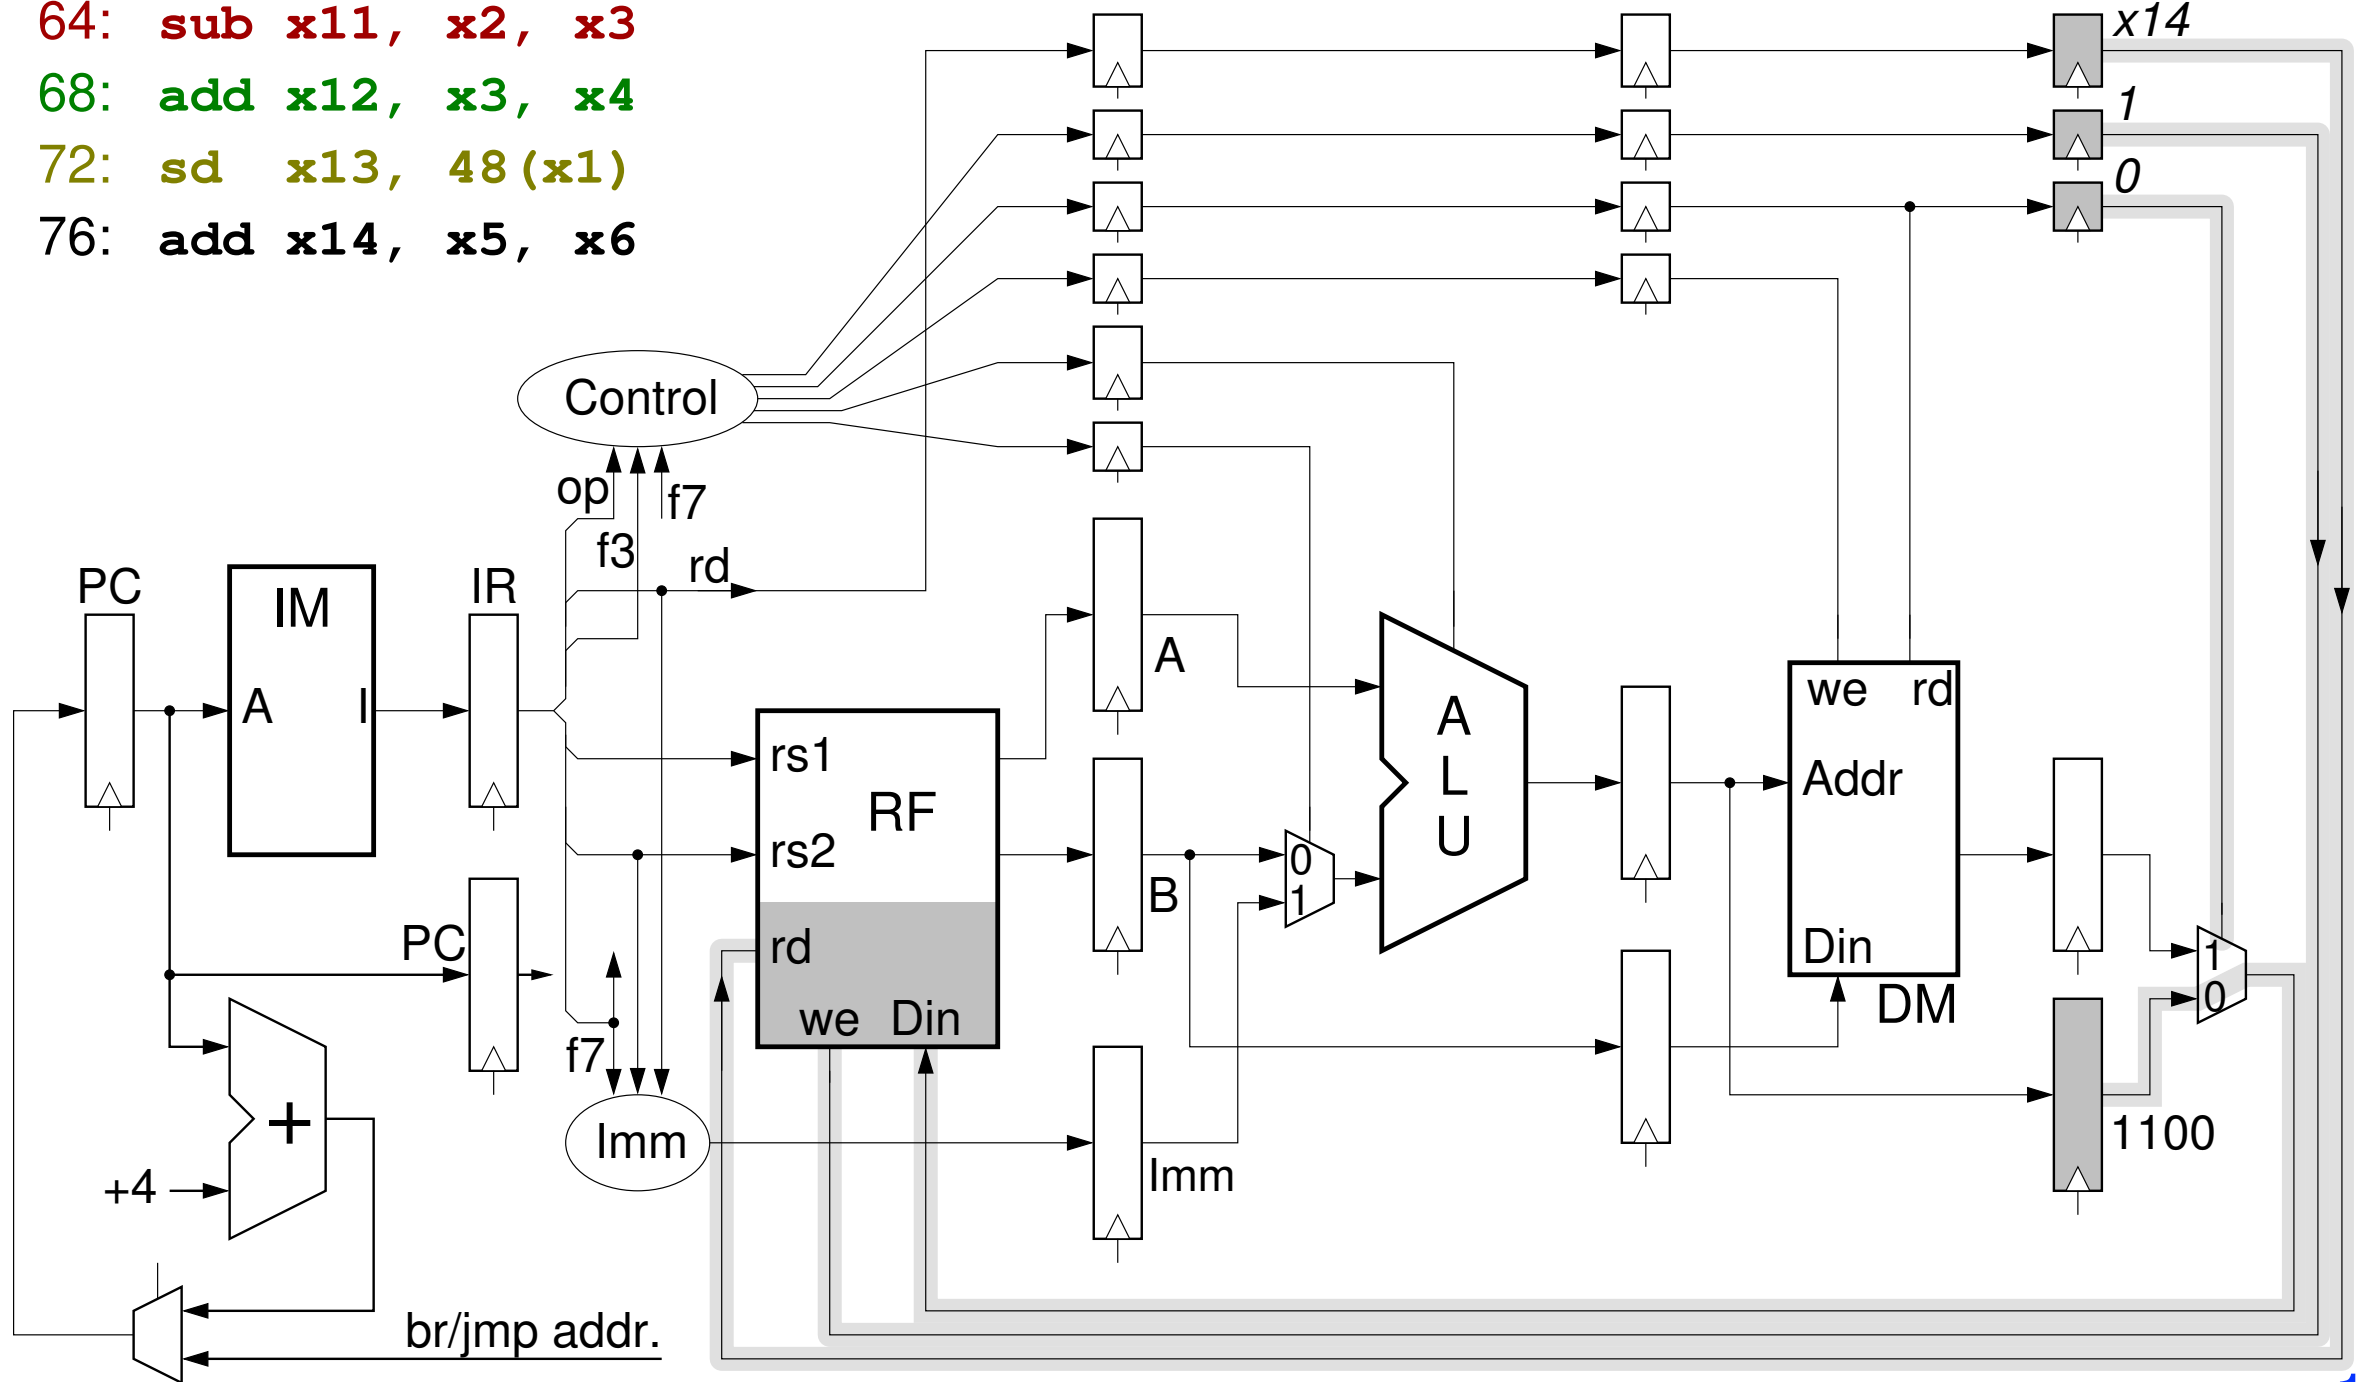 64: sub x11, x2, x3
68: add x12, x3, x4
72: sd x13, 48(x1)
76: add x14, x5, x6
x14
1
0
Control
op
f7
f3
rd
PC
IM
IR
A
I
A
rs1
RF
rs2
B
rd
we Din
0
1
A
L
U
we rd
Addr
Din
DM
1
0
PC
f7
+
+4
Imm
Imm
1100
br/jmp addr.